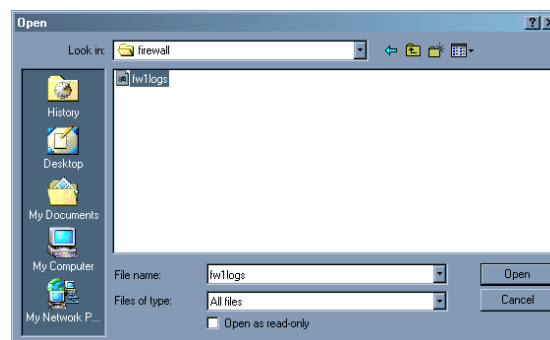 Open
Look in:
firewall
fw1logs
History
Desktop
My Documents
My Computer
My Network P...
File name:
fw1logs
Open
Files of type:
All files
Cancel
Open as read-only